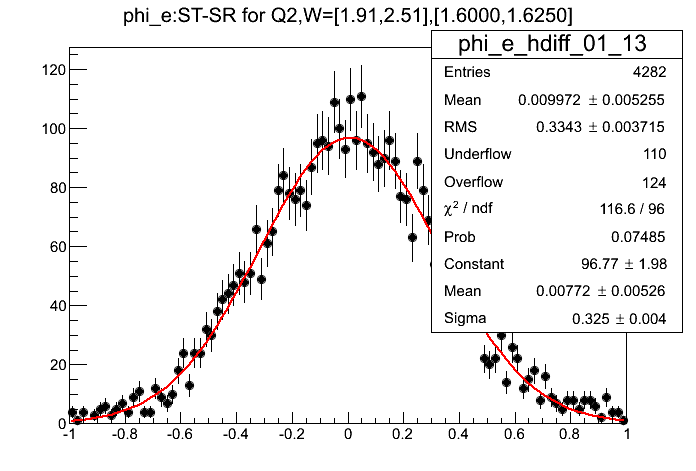 phi_e:ST-SR for Q2,W=[1.91,2.51],[1.6000,1.6250]
phi_e_hdiff_01_13
Entries 4282
Mean 0.009972 ± 0.005255
RMS 0.3343 ± 0.003715
Underflow 110
Overflow 124
χ² / ndf 116.6 / 96
Prob 0.07485
Constant 96.77 ± 1.98
Mean 0.00772 ± 0.00526
Sigma 0.325 ± 0.004
120
100
80
60
40
20
0
-1 -0.8 -0.6 -0.4 -0.2 0 0.2 0.4 0.6 0.8 1